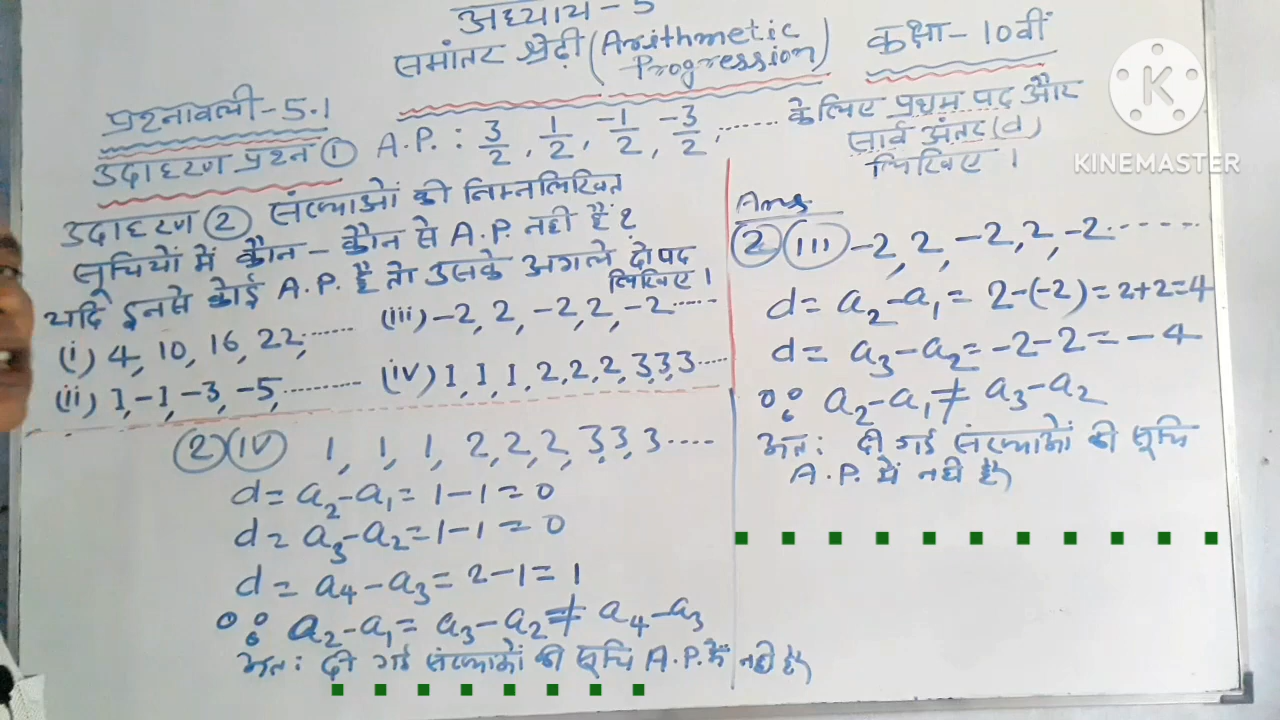 अध्याय - 5
समांतर श्रेढ़ी (Arithmetic Progression)
कक्षा - 10वीं
प्रश्नावली - 5.1
उदाहरण प्रश्न ① A.P. : 3/2, 1/2, -1/2, -3/2, ...... के लिए प्रथम पद और
सार्व अंतर (d)
लिखिए ।
उदाहरण ② संख्याओं की निम्नलिखित
सूचियों में कौन - कौन से A.P. नहीं हैं ?
यदि इनसे कोई A.P. है तो उसके अगले दो पद
लिखिए ।
(i) 4, 10, 16, 22, ......
(iii) -2, 2, -2, 2, -2 .....
(ii) 1, -1, -3, -5, ..........
(iv) 1, 1, 1, 2, 2, 2, 3, 3, 3 .....
② (iv) 1, 1, 1, 2, 2, 2, 3, 3, 3 ....
d = a₂ - a₁ = 1 - 1 = 0
d = a₃ - a₂ = 1 - 1 = 0
d = a₄ - a₃ = 2 - 1 = 1
∵ a₂ - a₁ = a₃ - a₂ ≠ a₄ - a₃
अत: दी गई संख्याओं की सूचि A.P. में नहीं है।
Ans.
② (iii) -2, 2, -2, 2, -2 ......
d = a₂ - a₁ = 2 - (-2) = 2 + 2 = 4
d = a₃ - a₂ = -2 - 2 = -4
∵ a₂ - a₁ ≠ a₃ - a₂
अत: दी गई संख्याओं की सूचि
A.P. में नहीं है।
K
KINEMASTER